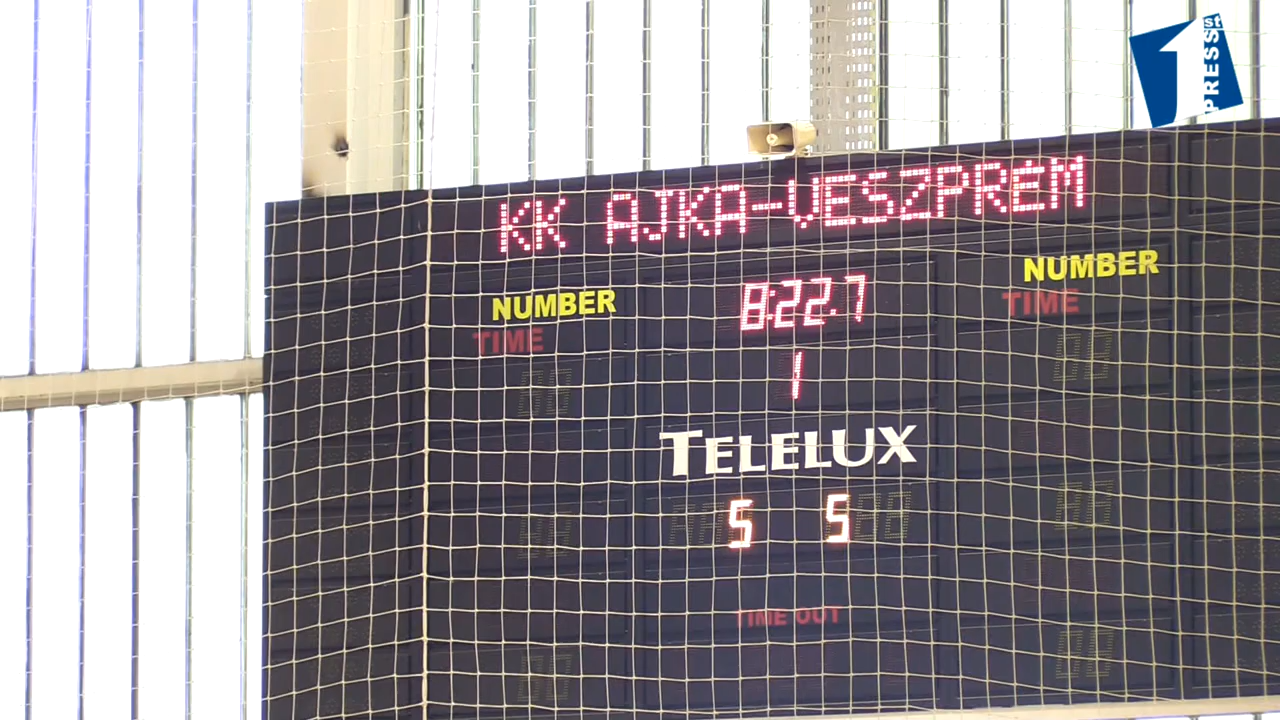 1st PRESS
KK AJKA-VESZPRÉM
NUMBER
NUMBER
TIME
8:22.7
TIME
1
TELELUX
5 5
TIME OUT